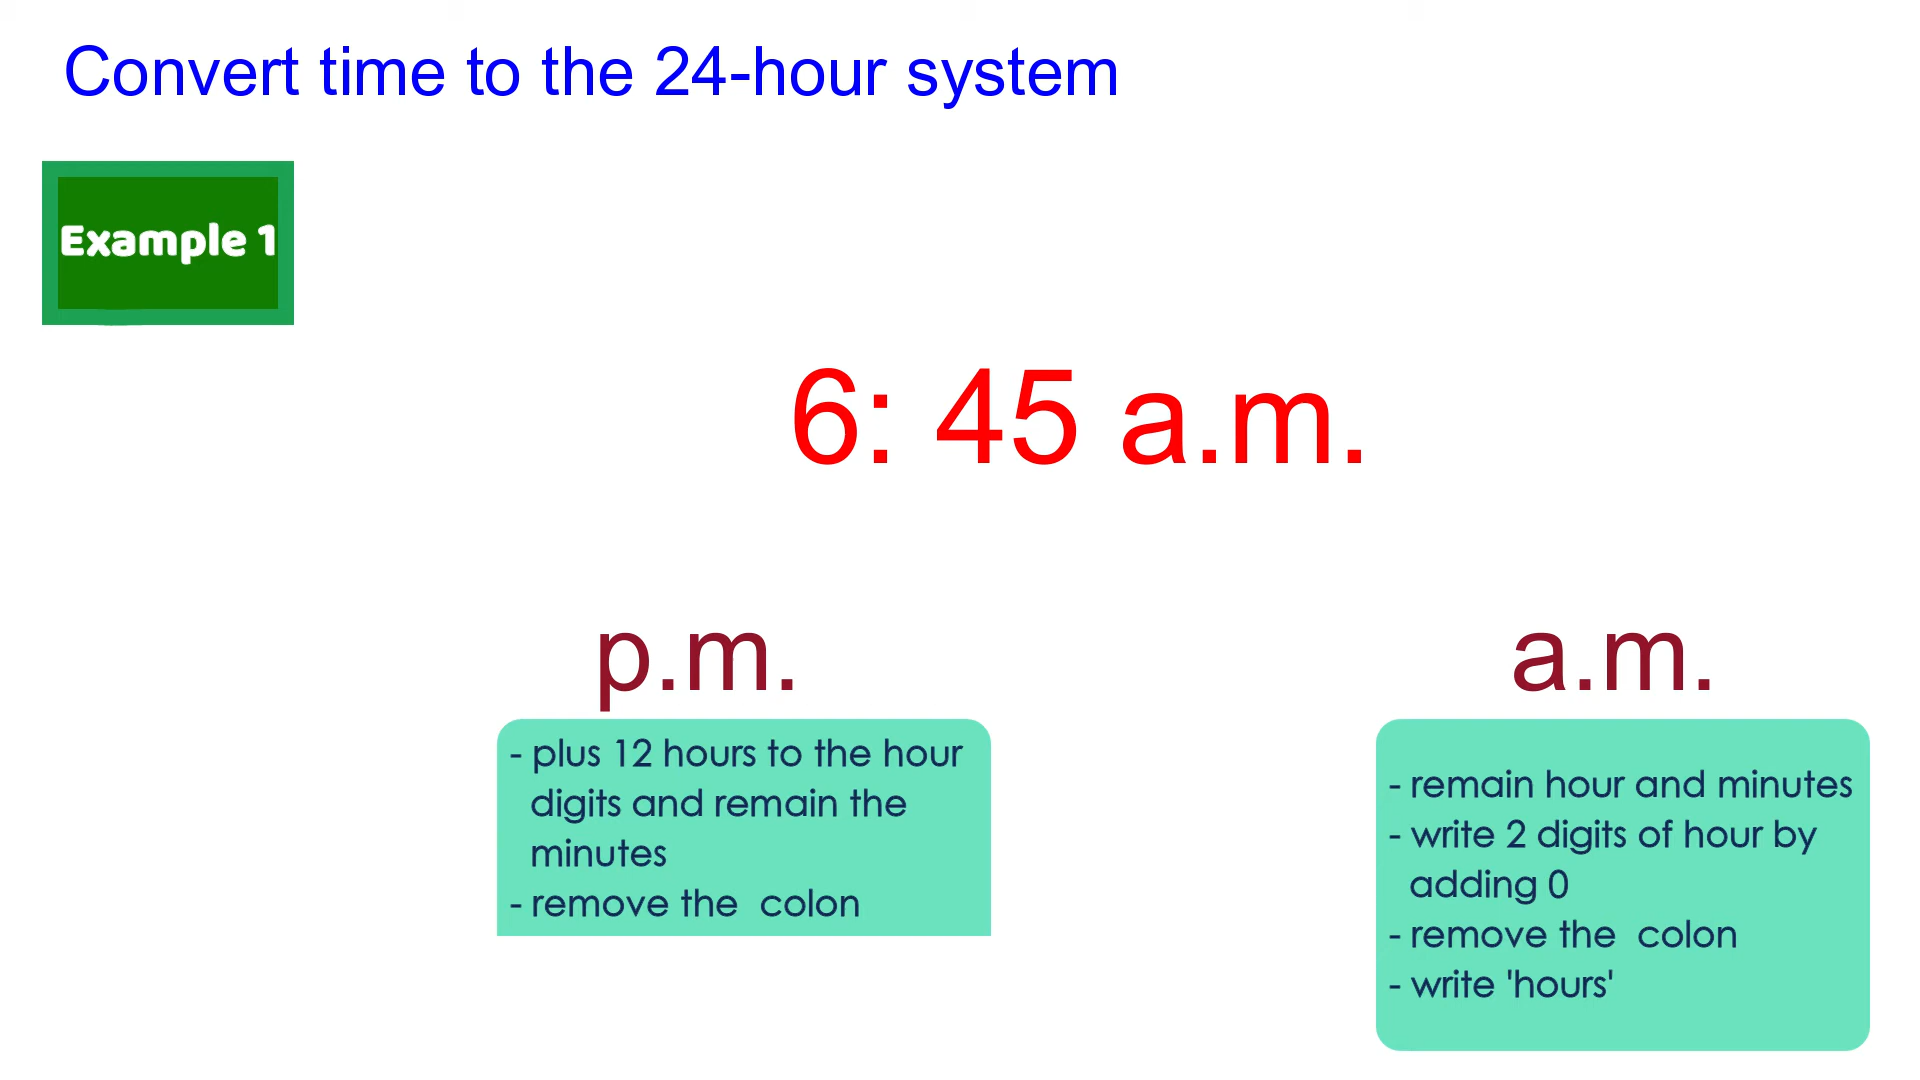 Convert time to the 24-hour system
Example 1
6: 45 a.m.
p.m.
- plus 12 hours to the hour
digits and remain the
minutes
- remove the  colon
a.m.
- remain hour and minutes
- write 2 digits of hour by
adding 0
- remove the  colon
- write 'hours'